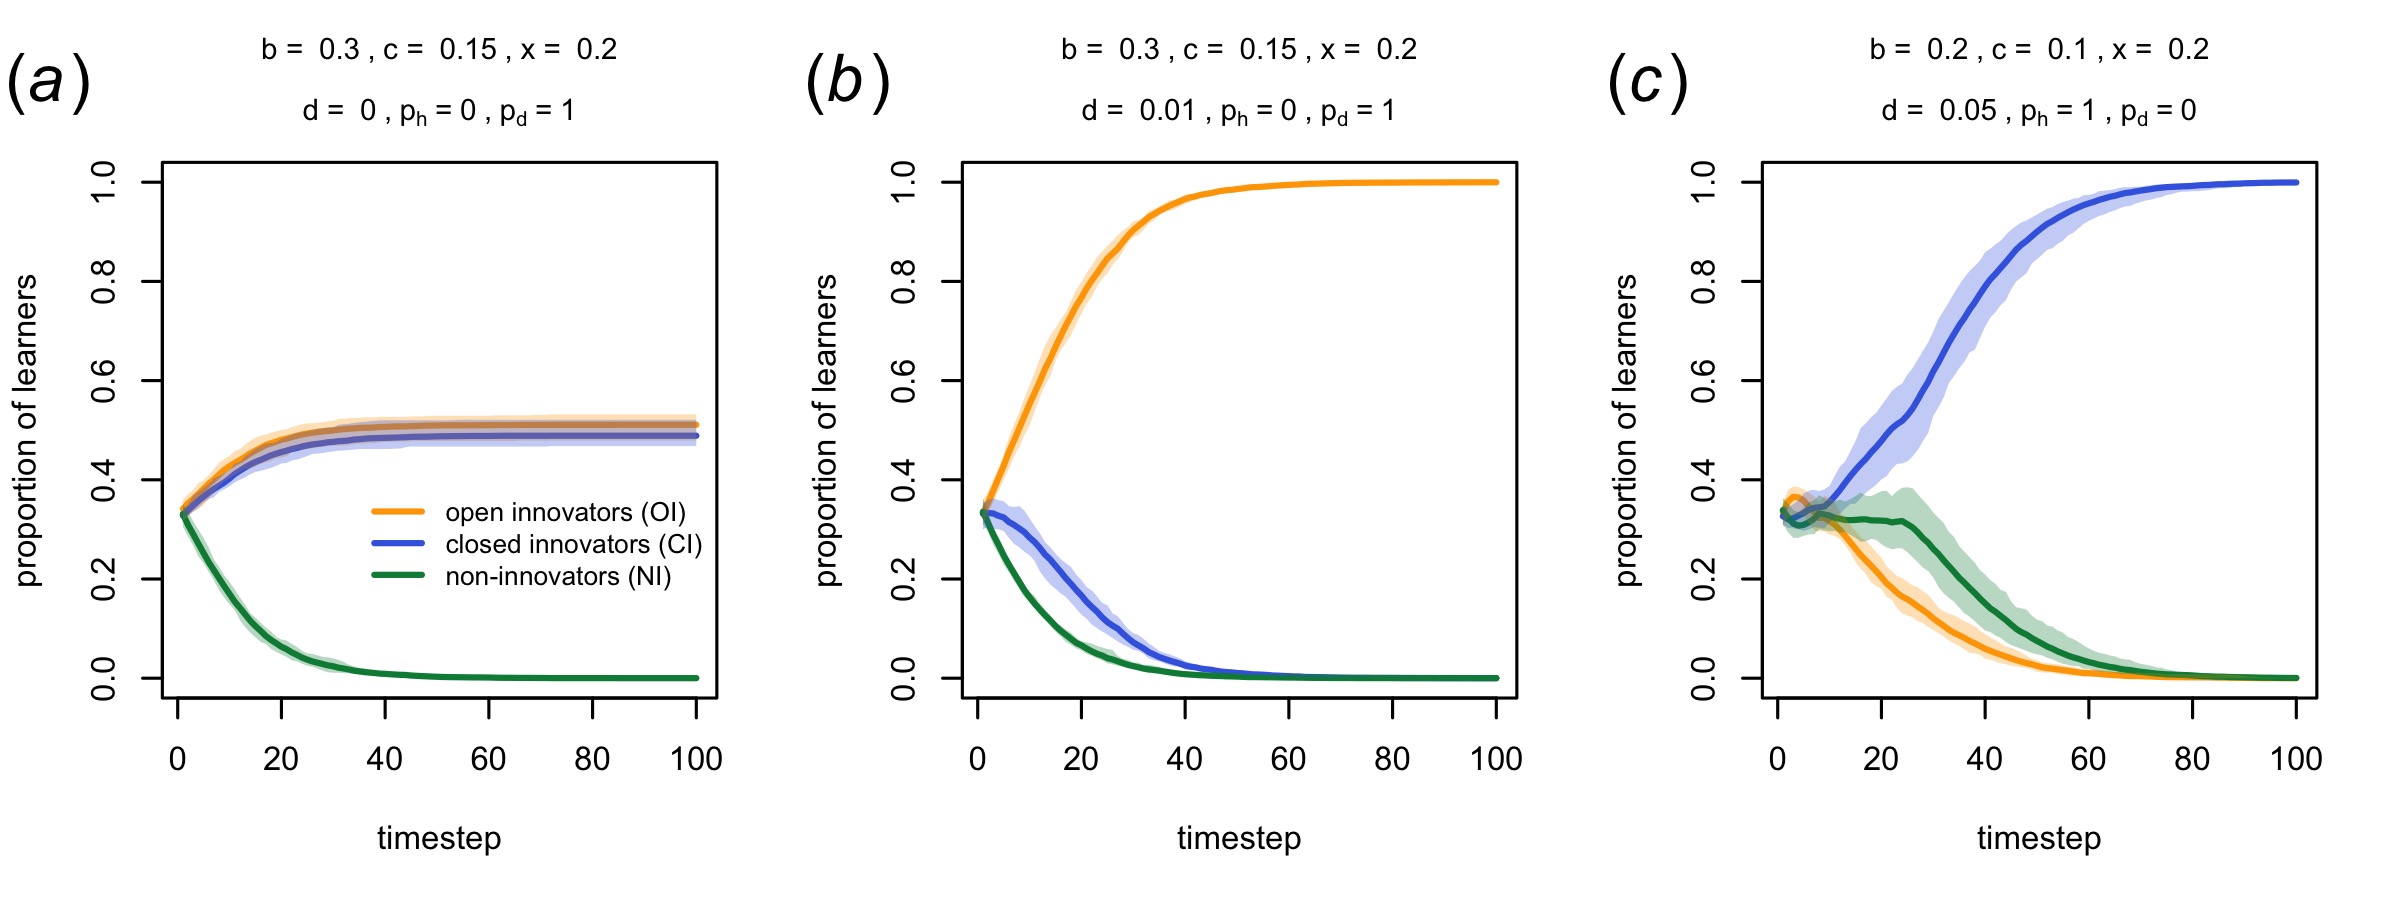 (a)
b = 0.3 , c = 0.15 , x = 0.2
d = 0 , pₕ = 0 , p_d = 1
proportion of learners
1.0
0.8
0.6
0.4
0.2
0.0
open innovators (OI)
closed innovators (CI)
non-innovators (NI)
0 20 40 60 80 100
timestep
(b)
b = 0.3 , c = 0.15 , x = 0.2
d = 0.01 , pₕ = 0 , p_d = 1
proportion of learners
1.0
0.8
0.6
0.4
0.2
0.0
0 20 40 60 80 100
timestep
(c)
b = 0.2 , c = 0.1 , x = 0.2
d = 0.05 , pₕ = 1 , p_d = 0
proportion of learners
1.0
0.8
0.6
0.4
0.2
0.0
0 20 40 60 80 100
timestep